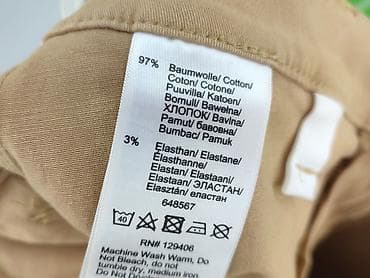 97% Baumwolle/ Cotton/
Coton/ Cotone/
Puuvilla/ Katoen/
Bomull/ Bawełna/
ХЛОПОК/ Bavlna/
Pamut/ бавовна/
Bumbac/ Pamuk
3% Elasthan/ Elastane/
Élasthanne/
Elastan/ Elastaani/
Elastaan/ ЭЛАСТАН/
Elasztán/ еластан
648567
40
RN# 129406
Machine Wash Warm, Do
Not Bleach, do not
tumble dry, medium iron,
Do Not